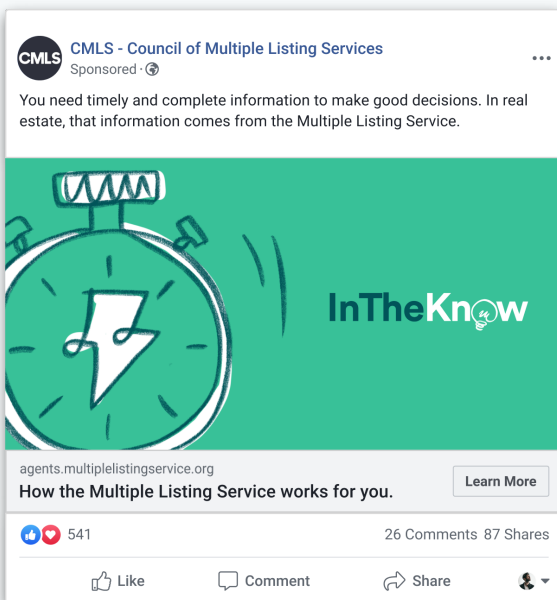 CMLS
CMLS - Council of Multiple Listing Services
Sponsored ·
You need timely and complete information to make good decisions. In real
estate, that information comes from the Multiple Listing Service.
InTheKnow
agents.multiplelistingservice.org
How the Multiple Listing Service works for you.
Learn More
541
26 Comments 87 Shares
Like
Comment
Share